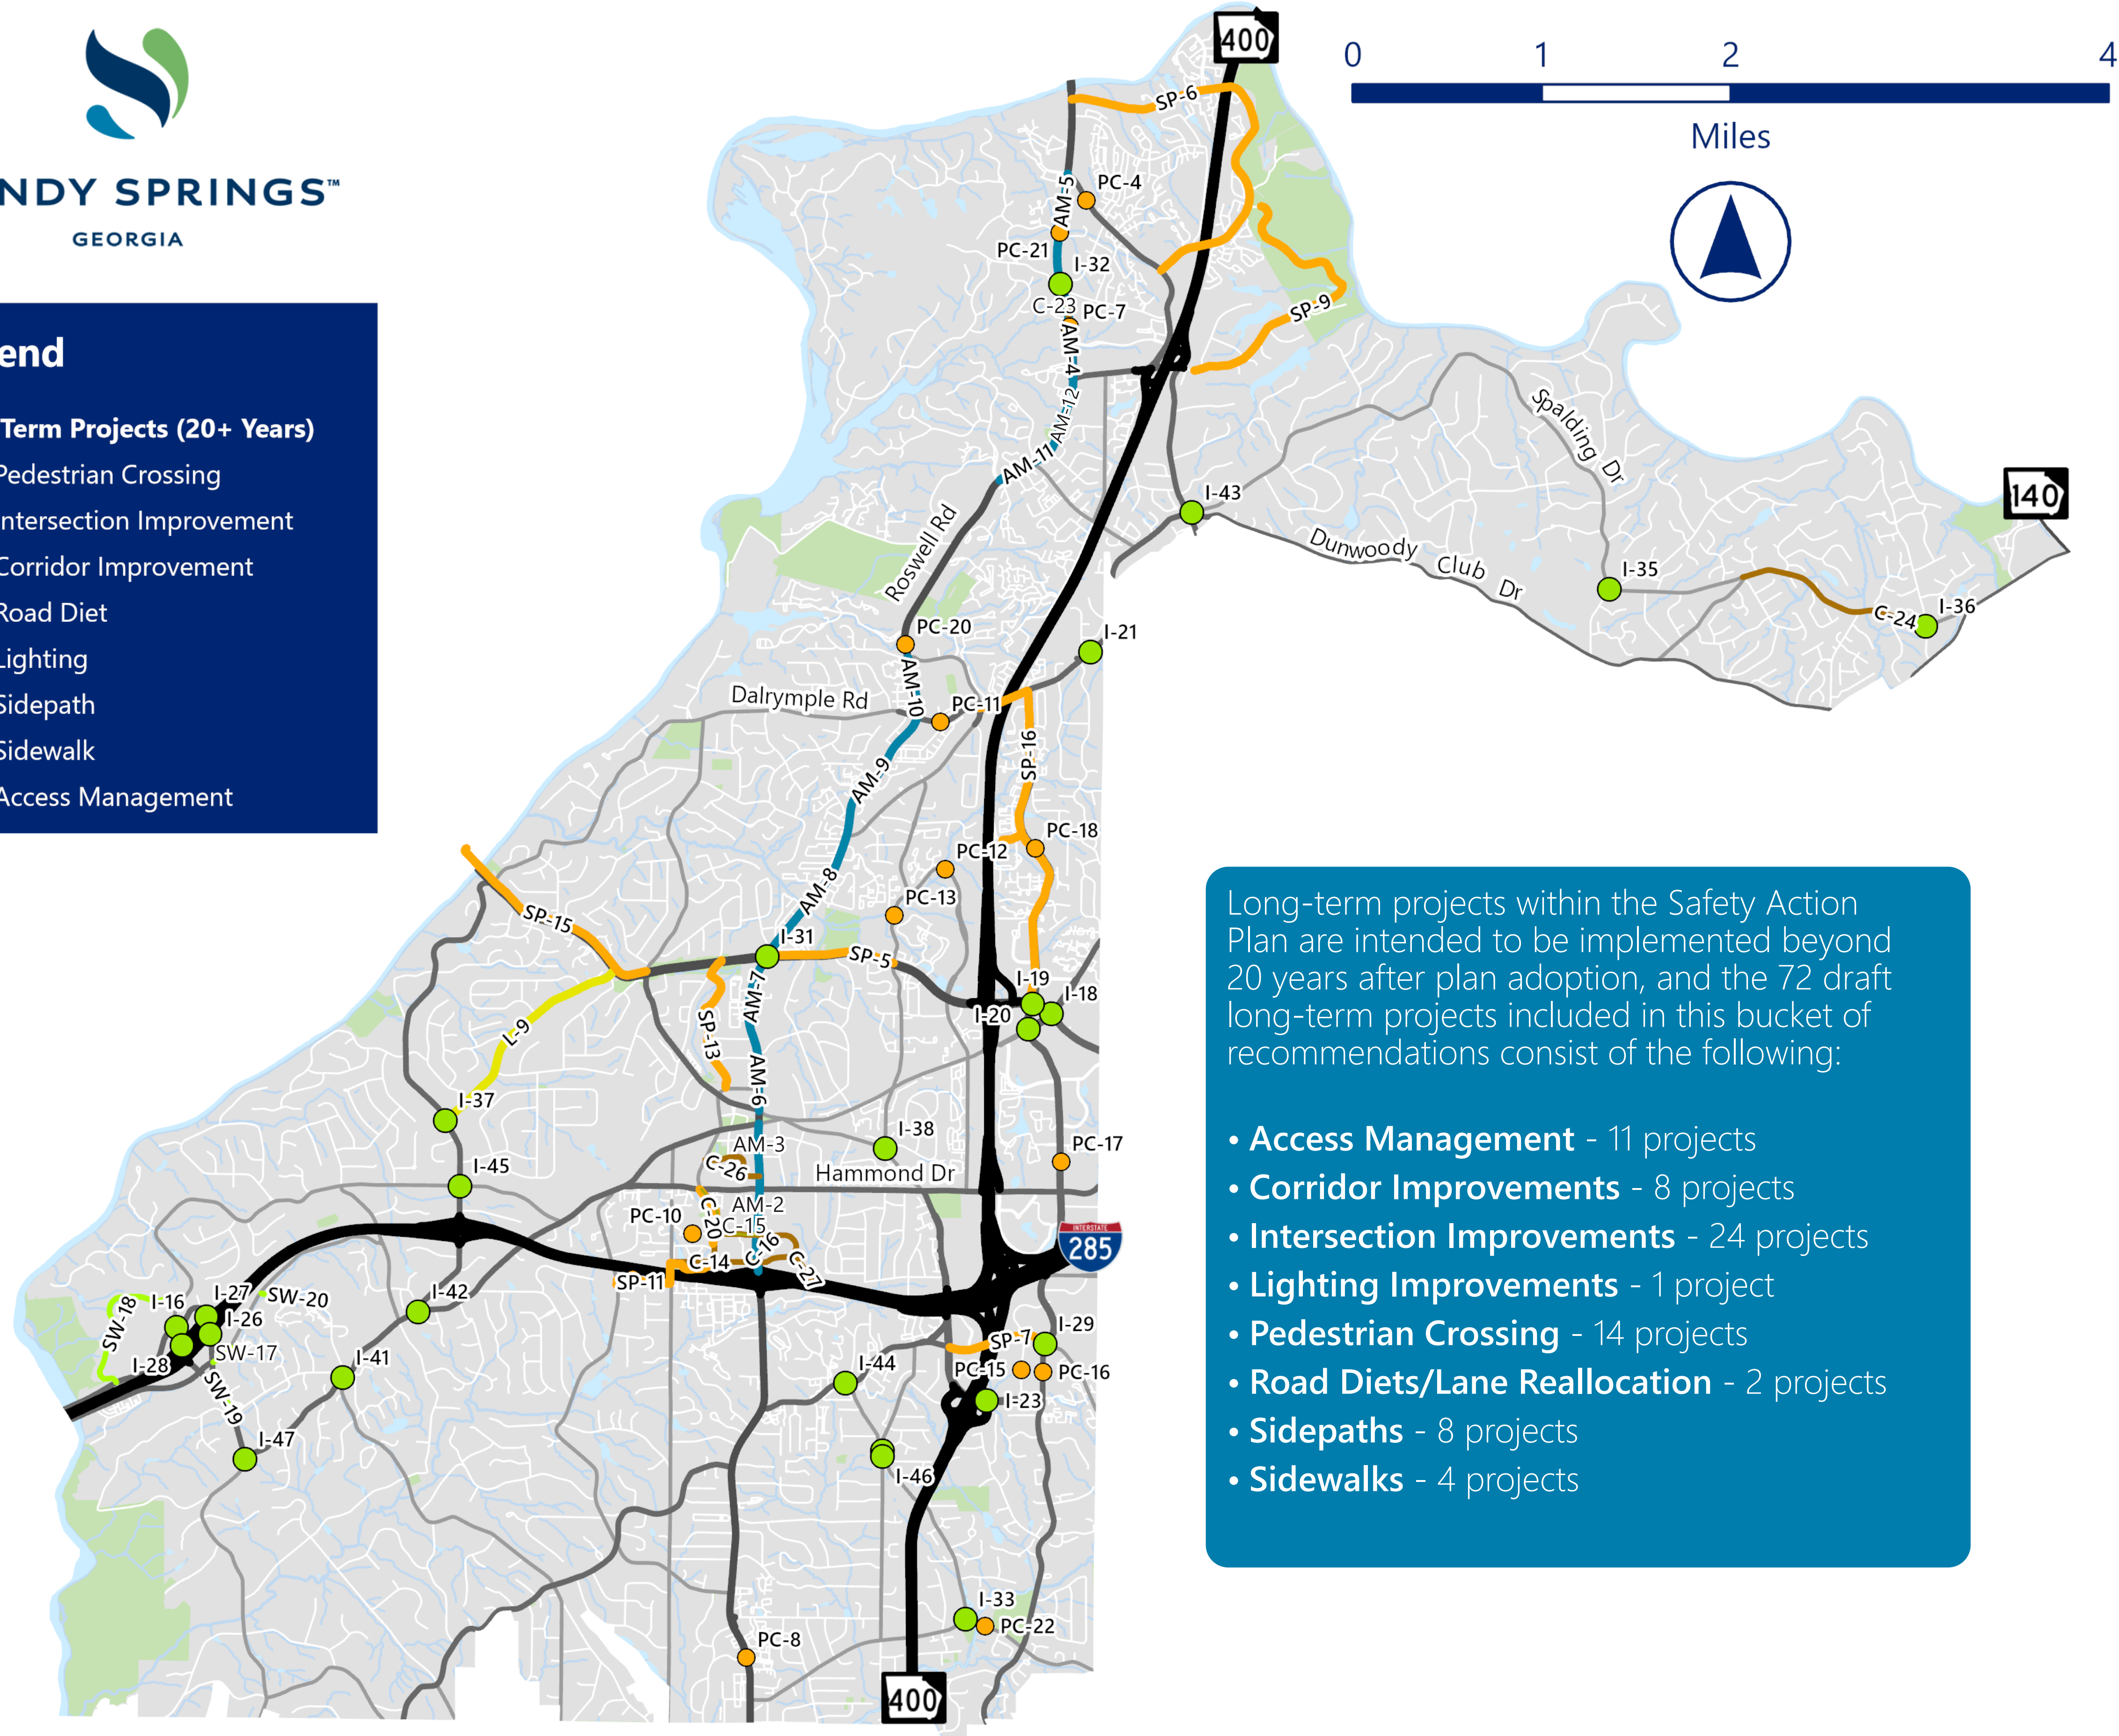 NDY SPRINGS™
GEORGIA
end
Term Projects (20+ Years)
Pedestrian Crossing
Intersection Improvement
Corridor Improvement
Road Diet
Lighting
Sidepath
Sidewalk
Access Management
0 1 2 4
Miles
400
SP-6
AM-5
PC-4
PC-21
I-32
C-23
PC-7
AM-4
SP-9
AM-12
AM-11
Spalding Dr
I-43
140
Roswell Rd
Dunwoody Club Dr
I-35
I-36
C-24
PC-20
I-21
AM-10
Dalrymple Rd
PC-11
SP-16
AM-9
PC-18
PC-12
AM-8
PC-13
SP-15
I-31
SP-5
AM-7
I-19
I-18
I-20
L-9
SP-13
AM-6
I-37
I-38
AM-3
PC-17
C-26
I-45
Hammond Dr
AM-2
C-20
PC-10
C-15
C-16
C-14
C-27
SP-11
INTERSTATE
285
SW-18
I-16
I-27
SW-20
I-42
I-26
SW-17
I-28
I-41
SW-19
I-47
I-29
SP-7
I-44
PC-15
PC-16
I-23
I-46
I-33
PC-22
PC-8
400
Long-term projects within the Safety Action
Plan are intended to be implemented beyond
20 years after plan adoption, and the 72 draft
long-term projects included in this bucket of
recommendations consist of the following:
• Access Management - 11 projects
• Corridor Improvements - 8 projects
• Intersection Improvements - 24 projects
• Lighting Improvements - 1 project
• Pedestrian Crossing - 14 projects
• Road Diets/Lane Reallocation - 2 projects
• Sidepaths - 8 projects
• Sidewalks - 4 projects